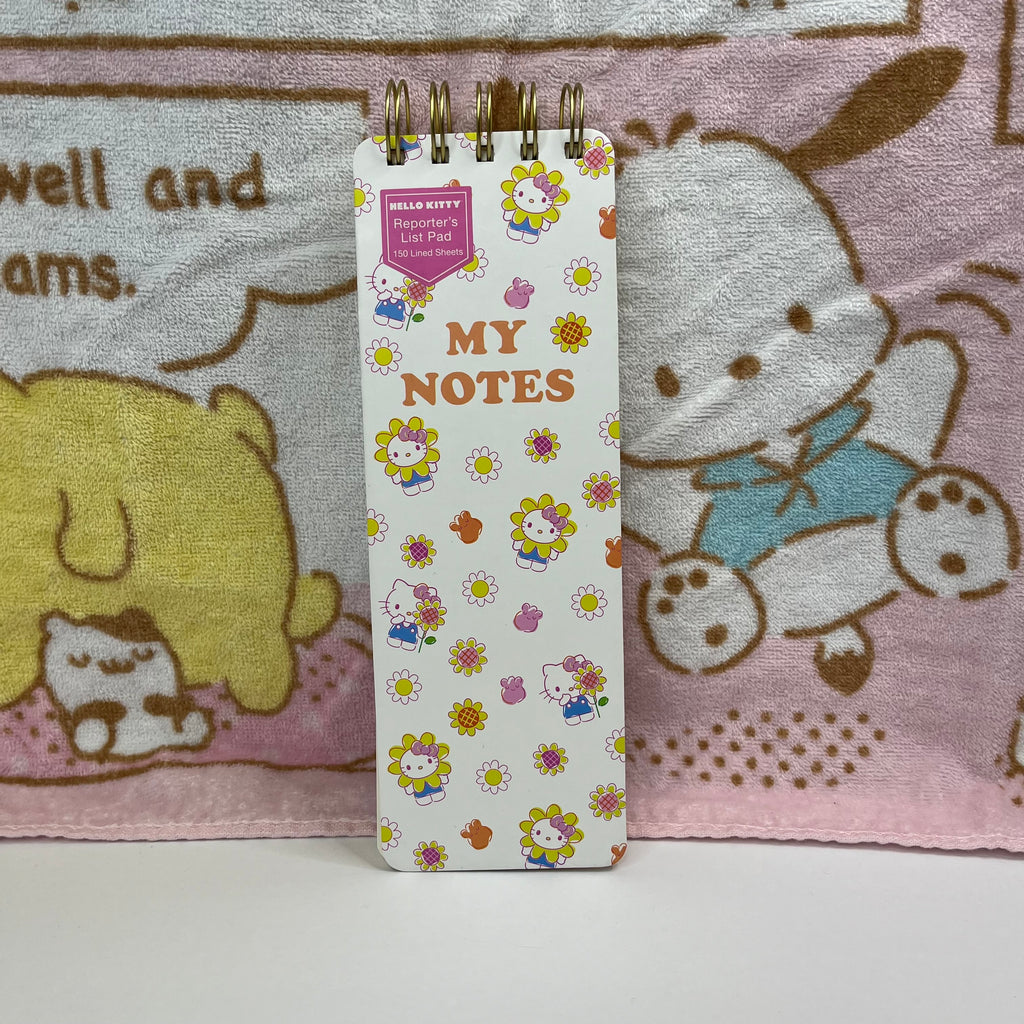 well and
ams.
HELLO KITTY
Reporter's
List Pad
150 Lined Sheets
MY
NOTES